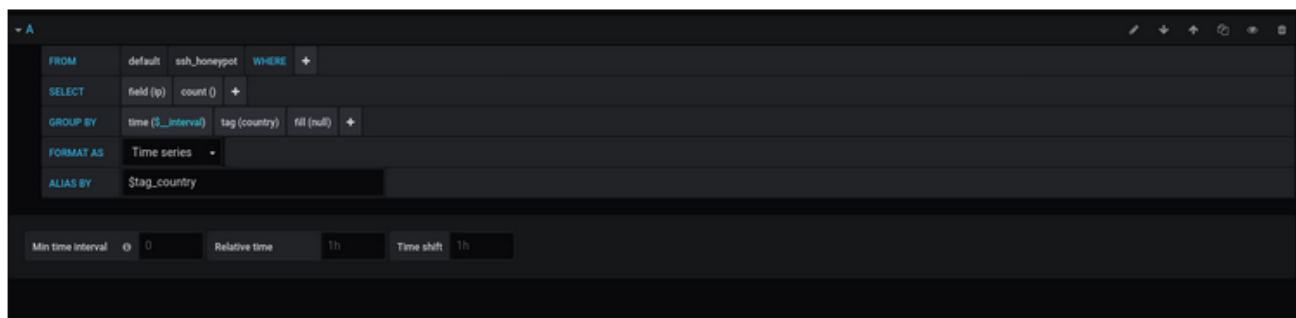 A
FROM default ssh_honeypot WHERE +
SELECT field (ip) count () +
GROUP BY time ($__interval) tag (country) fill (null) +
FORMAT AS Time series
ALIAS BY $tag_country
Min time interval 0 Relative time 1h Time shift 1h